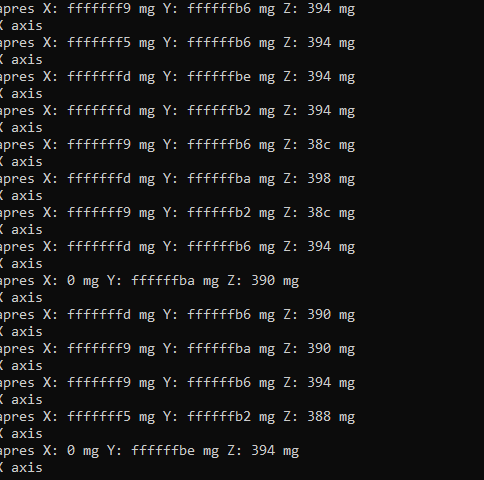 apres X: fffffff9 mg Y: ffffffb6 mg Z: 394 mg
X axis
apres X: fffffff5 mg Y: ffffffb6 mg Z: 394 mg
X axis
apres X: fffffffd mg Y: ffffffbe mg Z: 394 mg
X axis
apres X: fffffffd mg Y: ffffffb2 mg Z: 394 mg
X axis
apres X: fffffff9 mg Y: ffffffb6 mg Z: 38c mg
X axis
apres X: fffffffd mg Y: ffffffba mg Z: 398 mg
X axis
apres X: fffffff9 mg Y: ffffffb2 mg Z: 38c mg
X axis
apres X: fffffffd mg Y: ffffffb6 mg Z: 394 mg
X axis
apres X: 0 mg Y: ffffffba mg Z: 390 mg
X axis
apres X: fffffffd mg Y: ffffffb6 mg Z: 390 mg
X axis
apres X: fffffff9 mg Y: ffffffba mg Z: 390 mg
X axis
apres X: fffffff9 mg Y: ffffffb6 mg Z: 394 mg
X axis
apres X: fffffff5 mg Y: ffffffb2 mg Z: 388 mg
X axis
apres X: 0 mg Y: ffffffbe mg Z: 394 mg
X axis